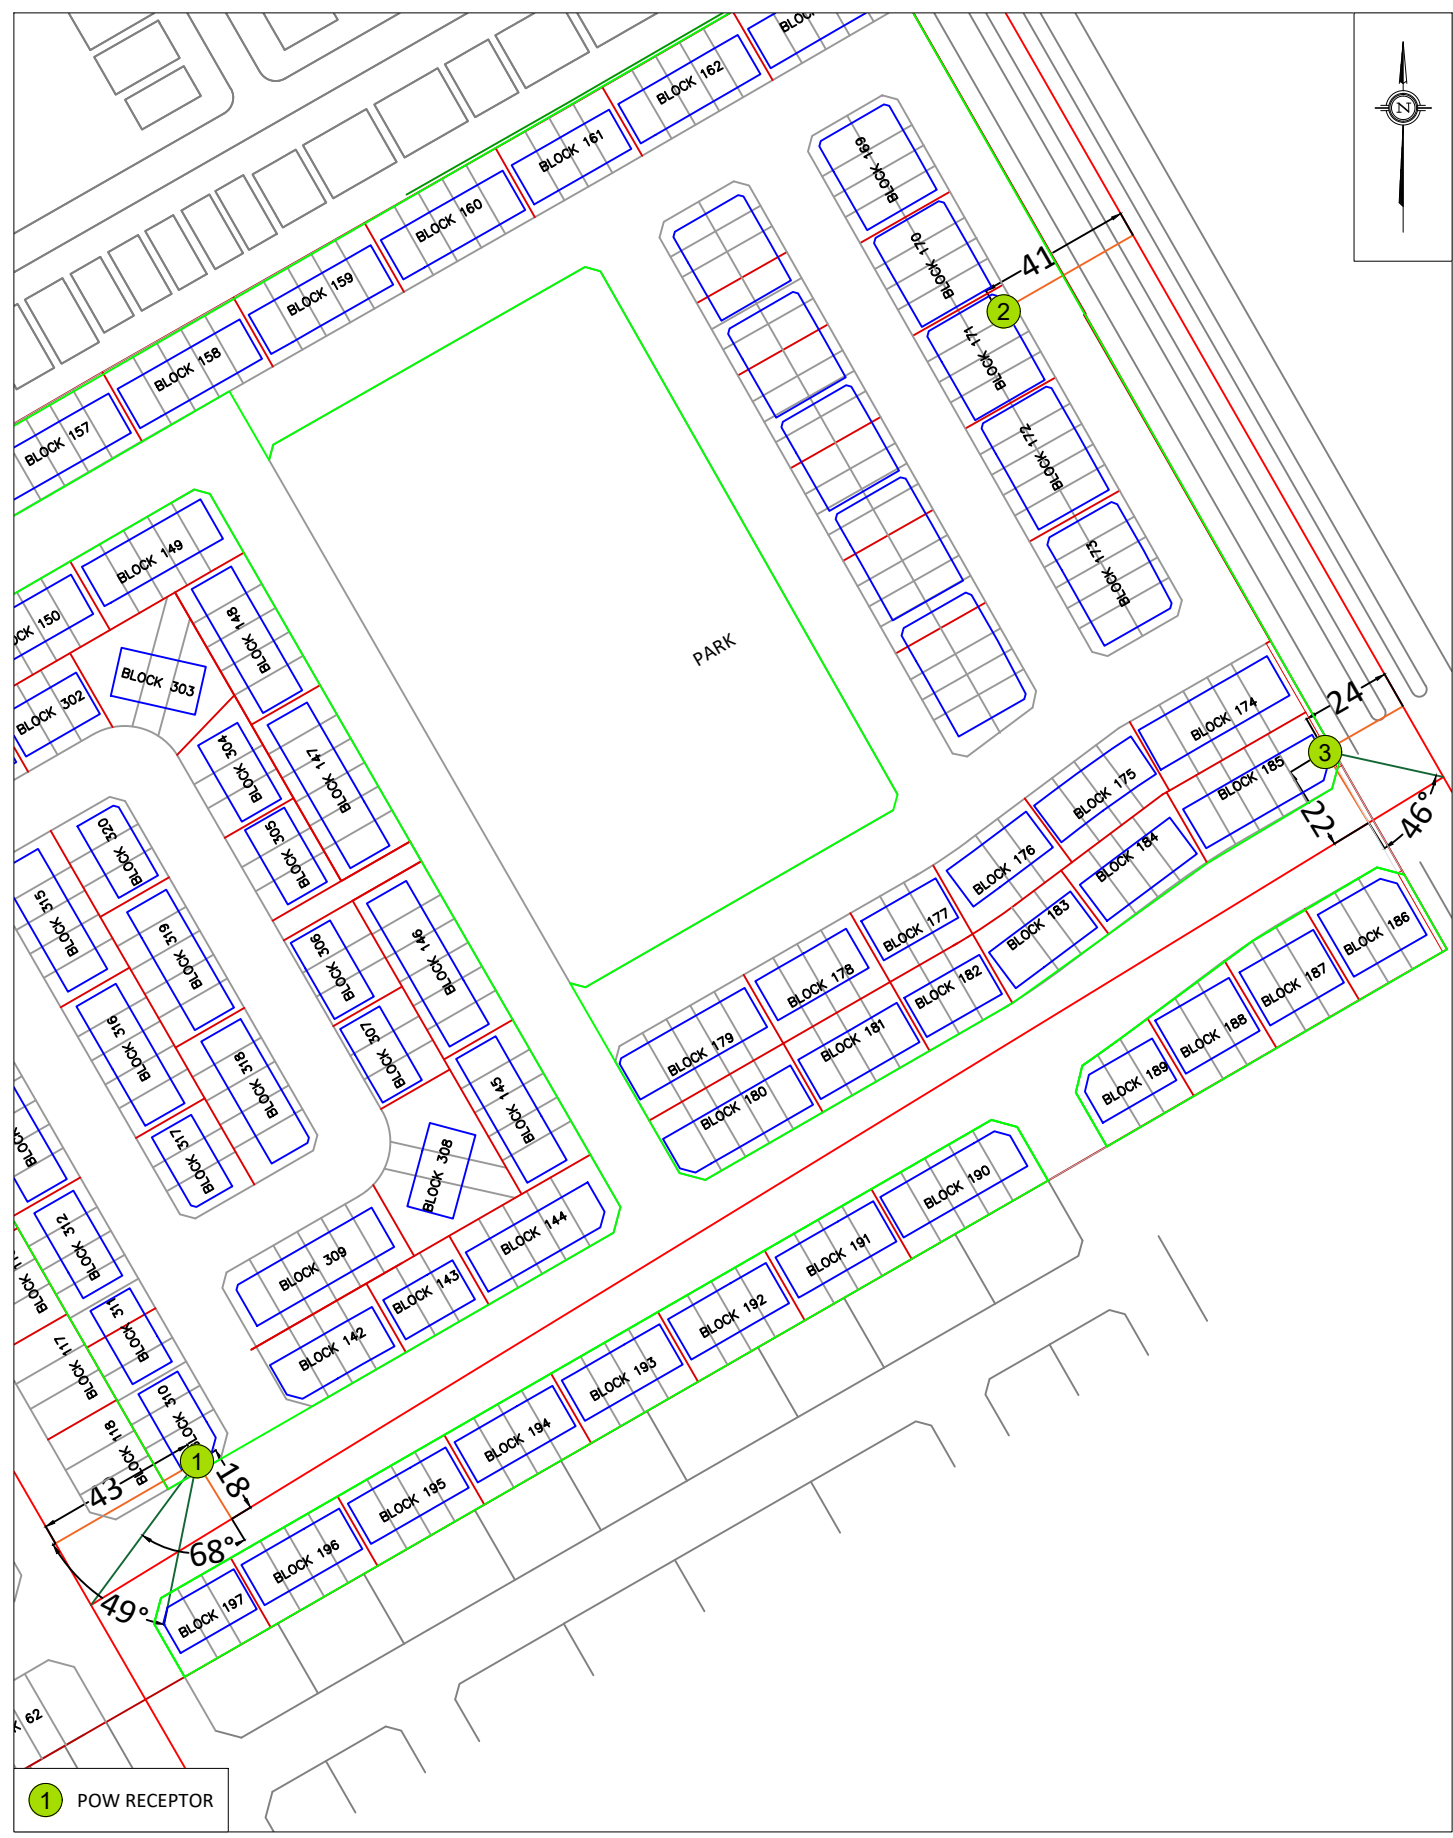 BLOCK 162
BLOCK 161
BLOCK 160
BLOCK 159
BLOCK 158
BLOCK 157
N
BLOCK 169
BLOCK 170
41
2
BLOCK 171
BLOCK 172
BLOCK 173
BLOCK 149
150
BLOCK 148
BLOCK 303
BLOCK 302
BLOCK 304
BLOCK 147
BLOCK 305
PARK
BLOCK 174
24
3
BLOCK 185
22
46°
BLOCK 175
BLOCK 184
BLOCK 176
BLOCK 183
BLOCK 177
BLOCK 182
BLOCK 178
BLOCK 181
BLOCK 179
BLOCK 180
BLOCK 186
BLOCK 187
BLOCK 188
BLOCK 189
BLOCK 320
BLOCK 315
BLOCK 319
BLOCK 306
BLOCK 146
BLOCK 316
BLOCK 307
BLOCK 318
BLOCK 145
BLOCK 317
BLOCK 308
BLOCK 312
BLOCK 309
BLOCK 144
BLOCK 143
BLOCK 142
BLOCK 311
BLOCK
BLOCK 117
BLOCK 310
BLOCK 118
BLOCK 190
BLOCK 191
BLOCK 192
BLOCK 193
BLOCK 194
BLOCK 195
BLOCK 196
BLOCK 197
1
43
18
68°
49°
62
1 POW RECEPTOR